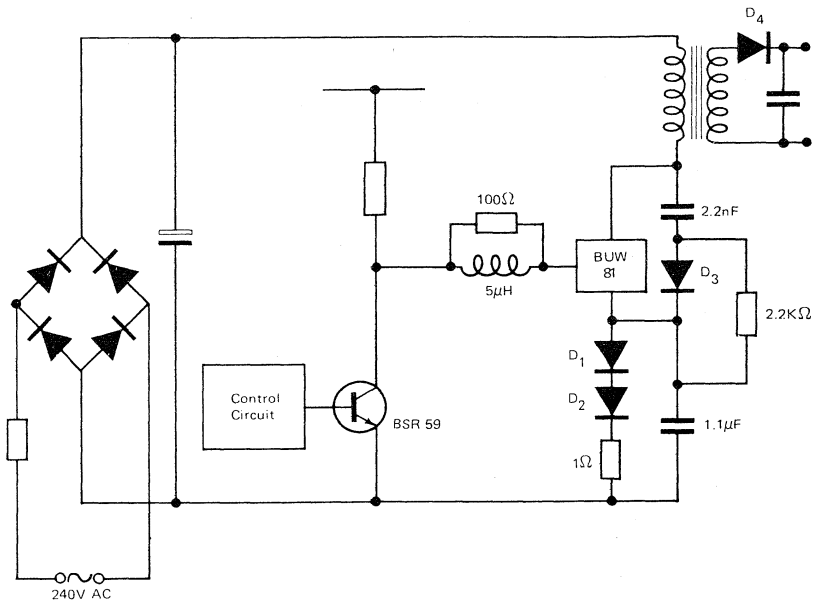 D4
100Ω
2.2nF
BUW
81
5μH
D3
2.2KΩ
D1
D2
Control
Circuit
BSR 59
1.1μF
1Ω
240V AC